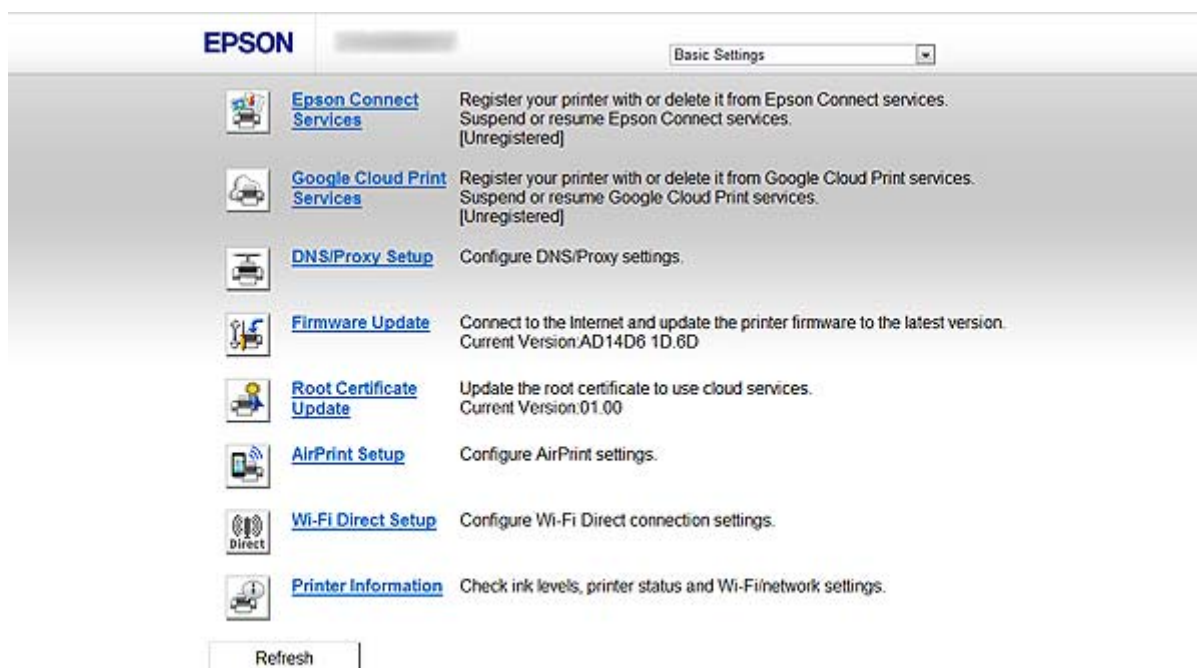 EPSON
Basic Settings
Epson Connect Services
Register your printer with or delete it from Epson Connect services.
Suspend or resume Epson Connect services.
[Unregistered]
Google Cloud Print Services
Register your printer with or delete it from Google Cloud Print services.
Suspend or resume Google Cloud Print services.
[Unregistered]
DNS/Proxy Setup
Configure DNS/Proxy settings.
Firmware Update
Connect to the Internet and update the printer firmware to the latest version.
Current Version:AD14D6 1D.6D
Root Certificate Update
Update the root certificate to use cloud services.
Current Version:01.00
AirPrint Setup
Configure AirPrint settings.
Direct
Wi-Fi Direct Setup
Configure Wi-Fi Direct connection settings.
Printer Information
Check ink levels, printer status and Wi-Fi/network settings.
Refresh